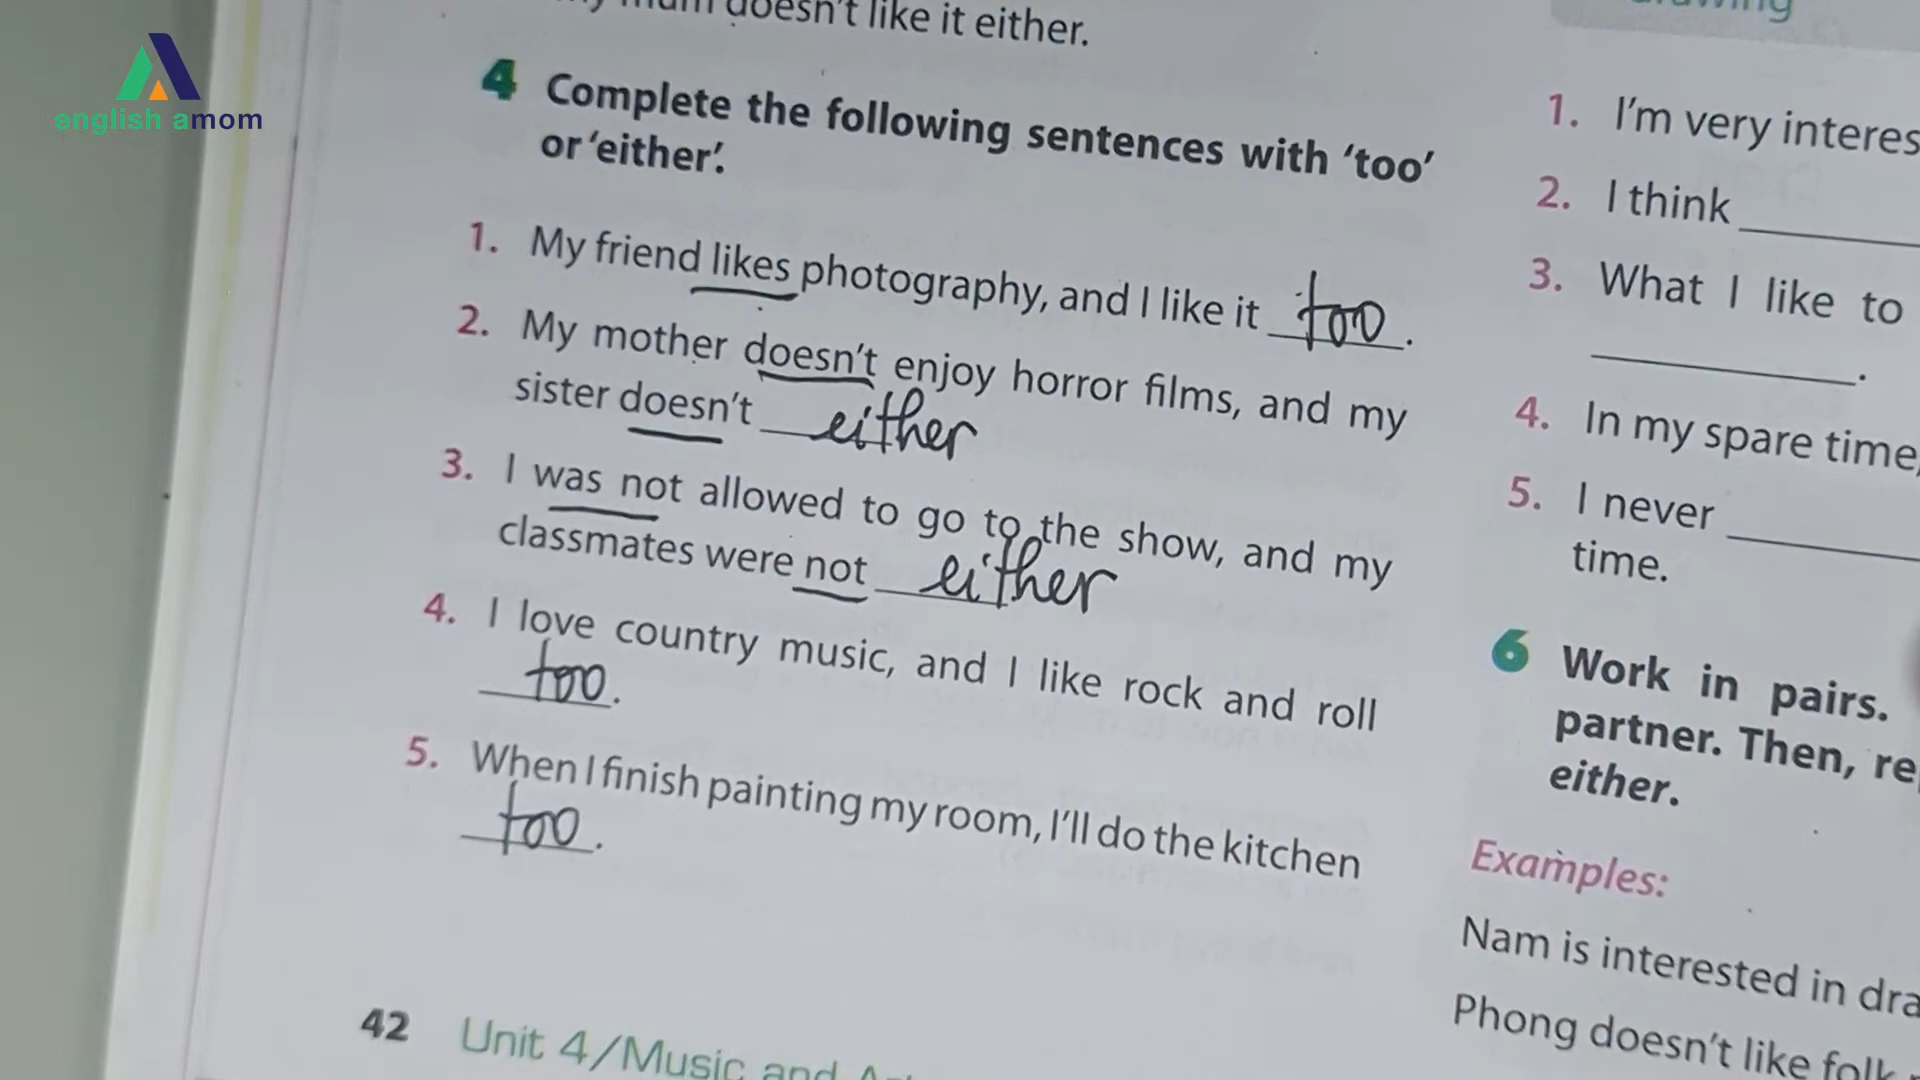 english amom
doesn't like it either.
4 Complete the following sentences with 'too'
or 'either'.
1. My friend likes photography, and I like it too.
2. My mother doesn't enjoy horror films, and my
sister doesn't either
3. I was not allowed to go to the show, and my
classmates were not either
4. I love country music, and I like rock and roll
too.
5. When I finish painting my room, I'll do the kitchen
too.
42 Unit 4/Music and
1. I'm very interes
2. I think
3. What I like to
.
4. In my spare time,
5. I never
time.
6 Work in pairs.
partner. Then, re
either.
Examples:
Nam is interested in dra
Phong doesn't like folk